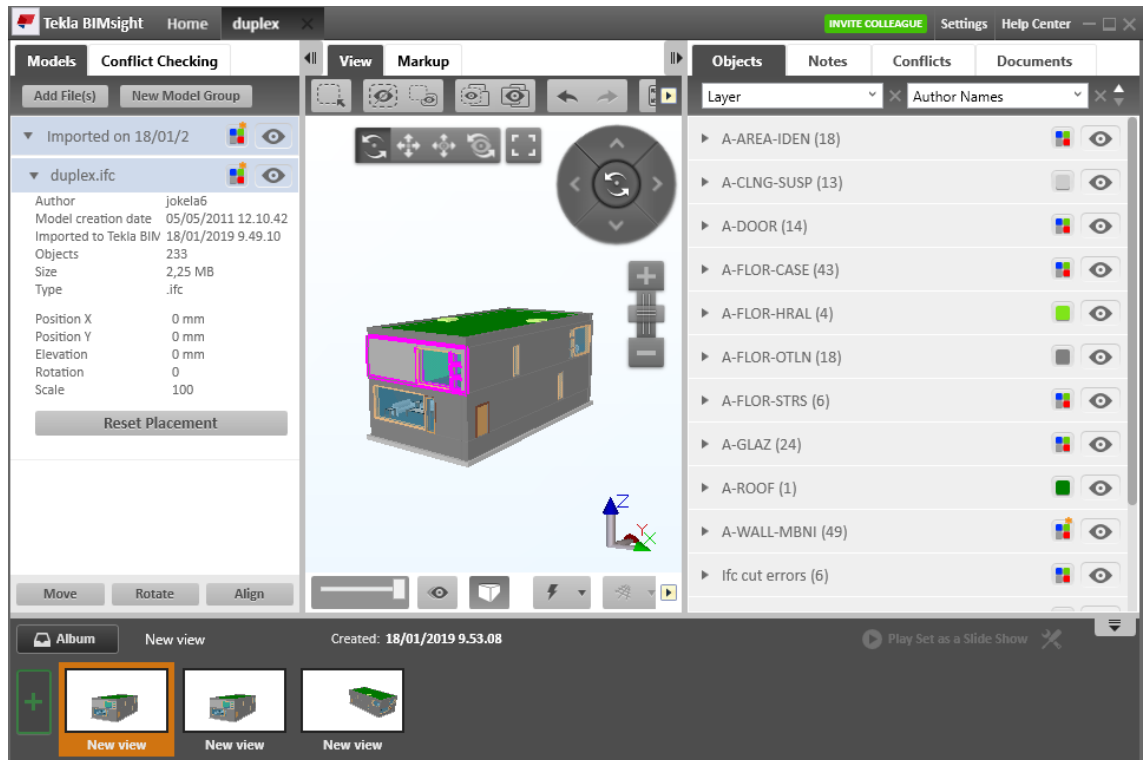 Tekla BIMsight Home duplex INVITE COLLEAGUE Settings Help Center
Models Conflict Checking
Add File(s) New Model Group
Imported on 18/01/2
duplex.ifc
Author jokela6
Model creation date 05/05/2011 12.10.42
Imported to Tekla BIM 18/01/2019 9.49.10
Objects 233
Size 2,25 MB
Type .ifc
Position X 0 mm
Position Y 0 mm
Elevation 0 mm
Rotation 0
Scale 100
Reset Placement
Move Rotate Align
View Markup
Z
Y
X
Objects Notes Conflicts Documents
Layer Author Names
A-AREA-IDEN (18)
A-CLNG-SUSP (13)
A-DOOR (14)
A-FLOR-CASE (43)
A-FLOR-HRAL (4)
A-FLOR-OTLN (18)
A-FLOR-STRS (6)
A-GLAZ (24)
A-ROOF (1)
A-WALL-MBNI (49)
Ifc cut errors (6)
Album New view Created: 18/01/2019 9.53.08 Play Set as a Slide Show
New view New view New view